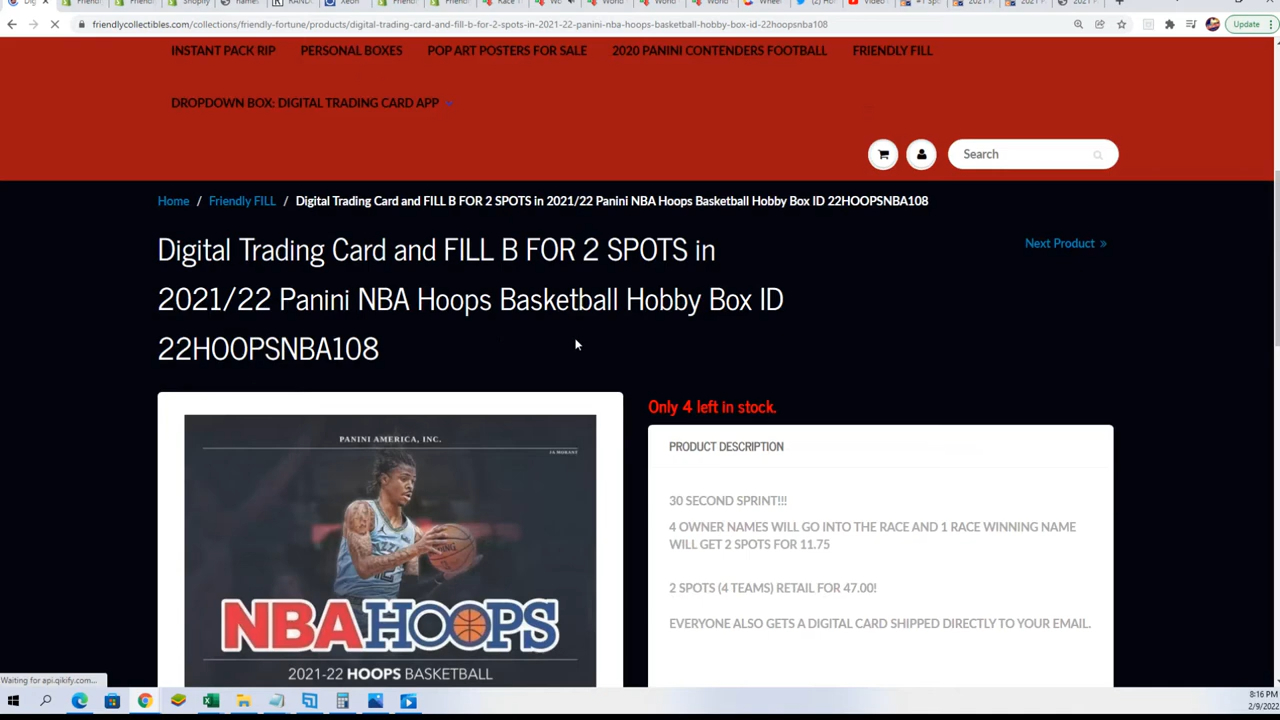 friendlycollectibles.com/collections/friendly-fortune/products/digital-trading-card-and-fill-b-for-2-spots-in-2021-22-panini-nba-hoops-basketball-hobby-box-id-22hoopsnba108
Update
INSTANT PACK RIP PERSONAL BOXES POP ART POSTERS FOR SALE 2020 PANINI CONTENDERS FOOTBALL FRIENDLY FILL
DROPDOWN BOX: DIGITAL TRADING CARD APP
Search
Home / Friendly FILL / Digital Trading Card and FILL B FOR 2 SPOTS in 2021/22 Panini NBA Hoops Basketball Hobby Box ID 22HOOPSNBA108
Next Product »
Digital Trading Card and FILL B FOR 2 SPOTS in
2021/22 Panini NBA Hoops Basketball Hobby Box ID
22HOOPSNBA108
Only 4 left in stock.
PRODUCT DESCRIPTION
30 SECOND SPRINT!!!
4 OWNER NAMES WILL GO INTO THE RACE AND 1 RACE WINNING NAME
WILL GET 2 SPOTS FOR 11.75
2 SPOTS (4 TEAMS) RETAIL FOR 47.00!
EVERYONE ALSO GETS A DIGITAL CARD SHIPPED DIRECTLY TO YOUR EMAIL.
PANINI AMERICA, INC.
JA MORANT
NBA HOOPS
2021-22 HOOPS BASKETBALL
Waiting for api.qikify.com...
8:16 PM
2/9/2022